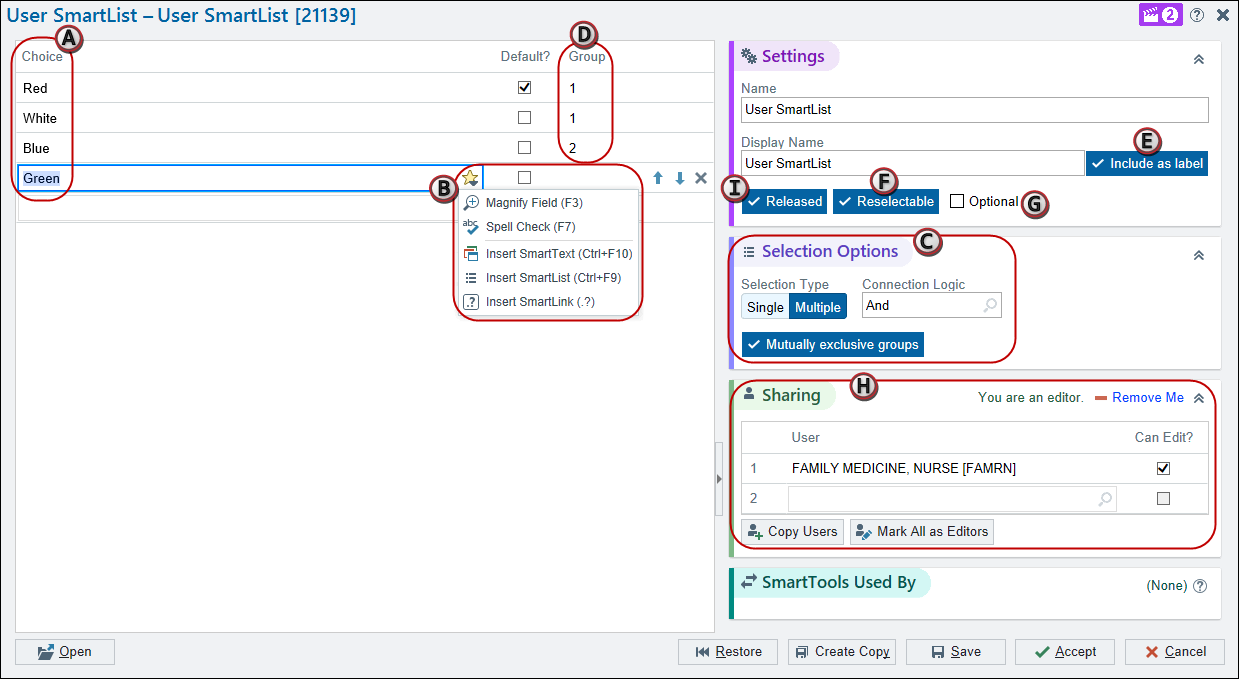 User SmartList – User SmartList [21139]
2
A
D
Choice
Default?
Group
Red
1
White
1
Blue
2
Green
B
Magnify Field (F3)
abc
Spell Check (F7)
Insert SmartText (Ctrl+F10)
Insert SmartList (Ctrl+F9)
.?
Insert SmartLink (.?)
Settings
Name
User SmartList
Display Name
E
User SmartList
Include as label
I
F
Released
Reselectable
Optional
G
Selection Options
C
Selection Type
Connection Logic
Single
Multiple
And
Mutually exclusive groups
H
Sharing
You are an editor.
Remove Me
User
Can Edit?
1
FAMILY MEDICINE, NURSE [FAMRN]
2
Copy Users
Mark All as Editors
SmartTools Used By
(None)
?
Open
Restore
Create Copy
Save
Accept
Cancel